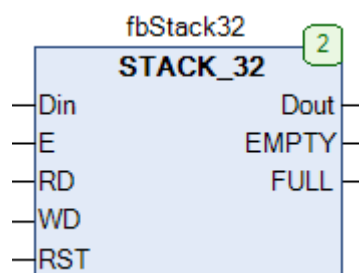 fbStack32
2
STACK_32
Din Dout
E EMPTY
RD FULL
WD
RST